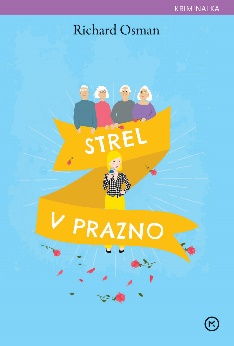 KRIMINALKA
Richard Osman
STREL
V PRAZNO
M